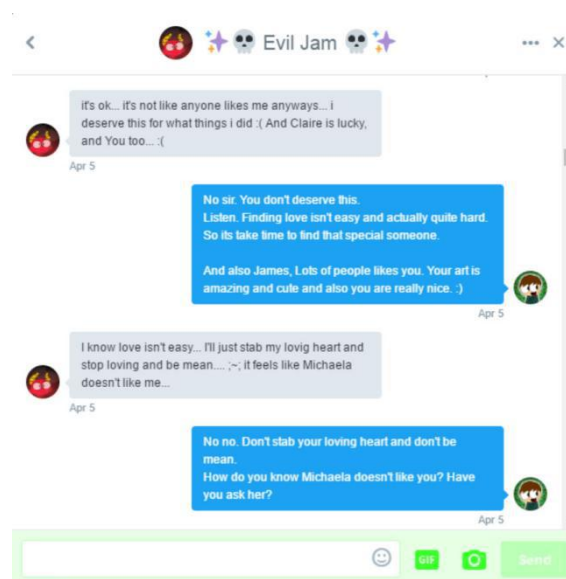 Evil Jam
it's ok... it's not like anyone likes me anyways... i
deserve this for what things i did :( And Claire is lucky,
and You too... :(
Apr 5
No sir. You don't deserve this.
Listen. Finding love isn't easy and actually quite hard.
So its take time to find that special someone.
And also James, Lots of people likes you. Your art is
amazing and cute and also you are really nice. :)
Apr 5
I know love isn't easy... I'll just stab my lovig heart and
stop loving and be mean.... ;~; it feels like Michaela
doesn't like me...
Apr 5
No no. Don't stab your loving heart and don't be
mean.
How do you know Michaela doesn't like you? Have
you ask her?
Apr 5
GIF
Send